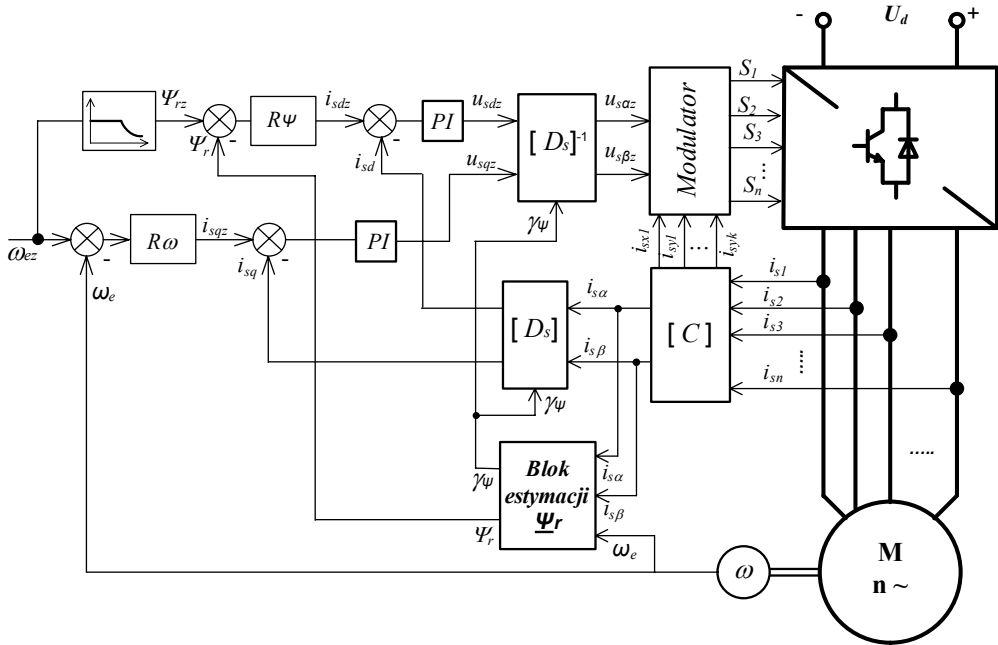 - U_d +
Ψ_rz
Ψ_r
-
RΨ
i_sdz
-
i_sd
PI
u_sdz
u_sqz
[ D_s ]^-1
u_sαz
u_sβz
γ_Ψ
Modulator
S_1
S_2
S_3
⋮
S_n
ω_ez
-
ω_e
Rω
i_sqz
-
i_sq
PI
[ D_s ]
i_sα
i_sβ
γ_Ψ
i_sx1
i_sy1
...
i_syk
[ C ]
i_s1
i_s2
i_s3
.....
i_sn
.....
Blok
estymacji
Ψ_r
γ_Ψ
Ψ_r
i_sα
i_sβ
ω_e
ω
M
n ~